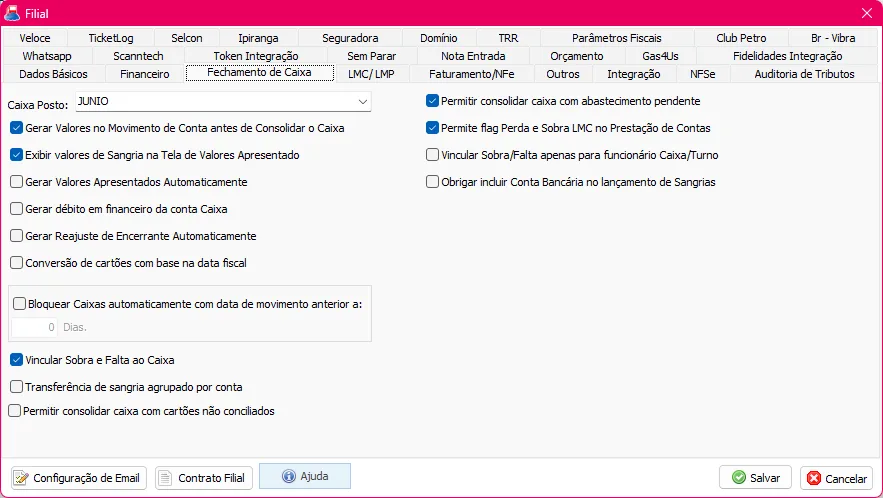 Filial
Veloce TicketLog Selcon Ipiranga Seguradora Domínio TRR Parâmetros Fiscais Club Petro Br - Vibra
Whatsapp Scanntech Token Integração Sem Parar Nota Entrada Orçamento Gas4Us Fidelidades Integração
Dados Básicos Financeiro Fechamento de Caixa LMC/ LMP Faturamento/NFe Outros Integração NFSe Auditoria de Tributos
Caixa Posto: JUNIO
Gerar Valores no Movimento de Conta antes de Consolidar o Caixa
Exibir valores de Sangria na Tela de Valores Apresentado
Gerar Valores Apresentados Automaticamente
Gerar débito em financeiro da conta Caixa
Gerar Reajuste de Encerrante Automaticamente
Conversão de cartões com base na data fiscal
Bloquear Caixas automaticamente com data de movimento anterior a:
0 Dias.
Vincular Sobra e Falta ao Caixa
Transferência de sangria agrupado por conta
Permitir consolidar caixa com cartões não conciliados
Permitir consolidar caixa com abastecimento pendente
Permite flag Perda e Sobra LMC no Prestação de Contas
Vincular Sobra/Falta apenas para funcionário Caixa/Turno
Obrigar incluir Conta Bancária no lançamento de Sangrias
Configuração de Email Contrato Filial Ajuda Salvar Cancelar